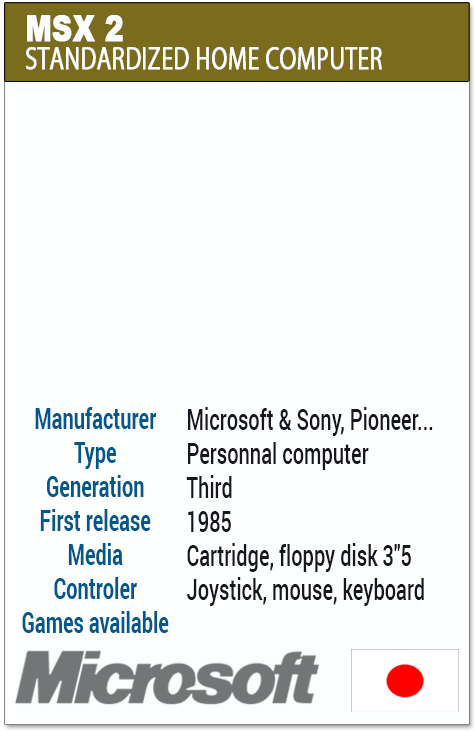 MSX 2
STANDARDIZED HOME COMPUTER
Manufacturer Microsoft & Sony, Pioneer...
Type Personnal computer
Generation Third
First release 1985
Media Cartridge, floppy disk 3"5
Controler Joystick, mouse, keyboard
Games available
Microsoft